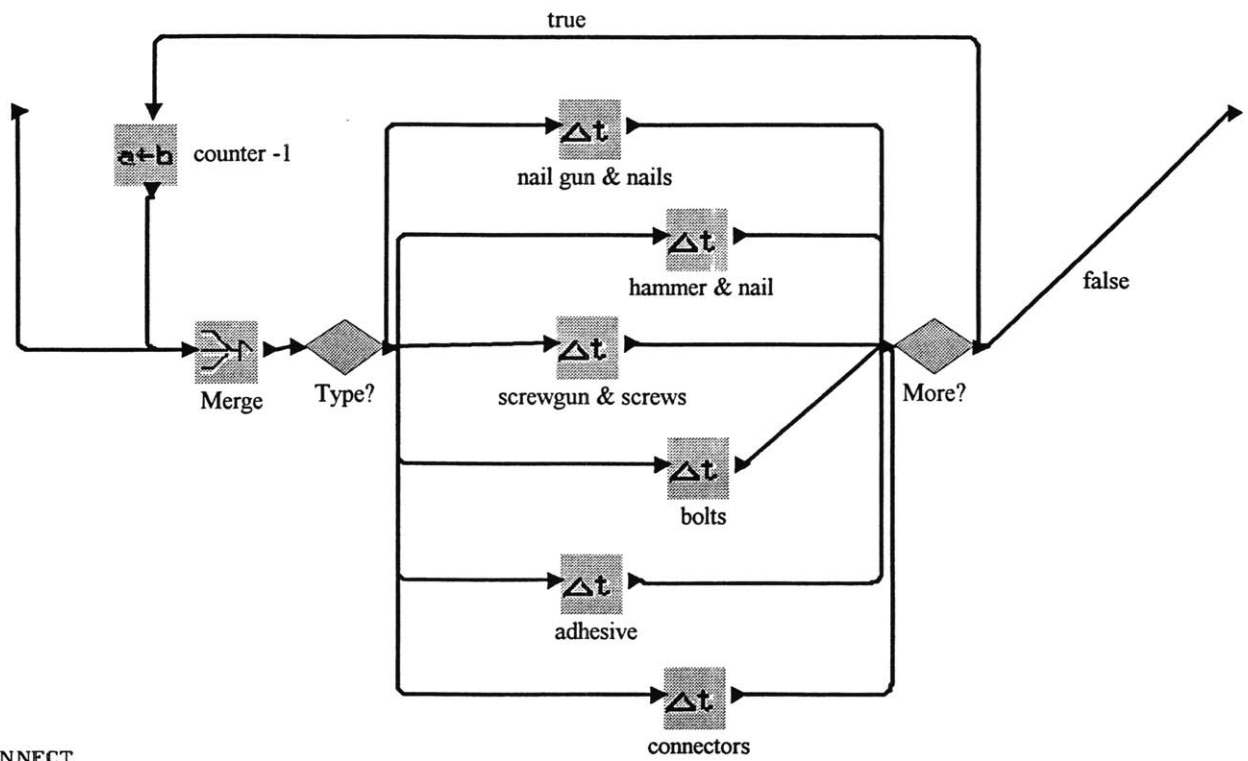 true
a←b counter -1
Δt
nail gun & nails
Δt
hammer & nail
false
Merge
Type?
Δt
screwgun & screws
More?
Δt
bolts
Δt
adhesive
Δt
connectors